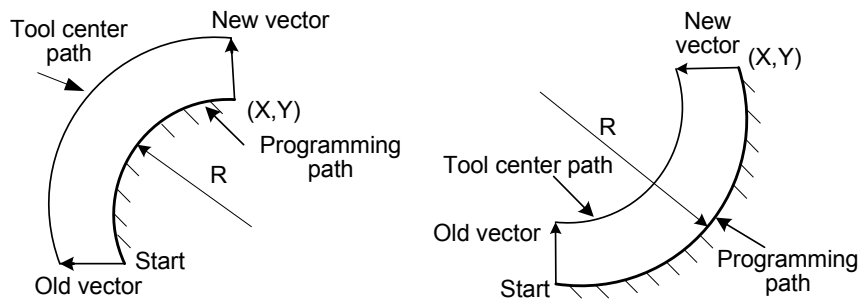 Tool center
path
New vector
(X,Y)
Programming
path
R
Start
Old vector
New
vector
(X,Y)
R
Tool center path
Old vector
Start
Programming
path